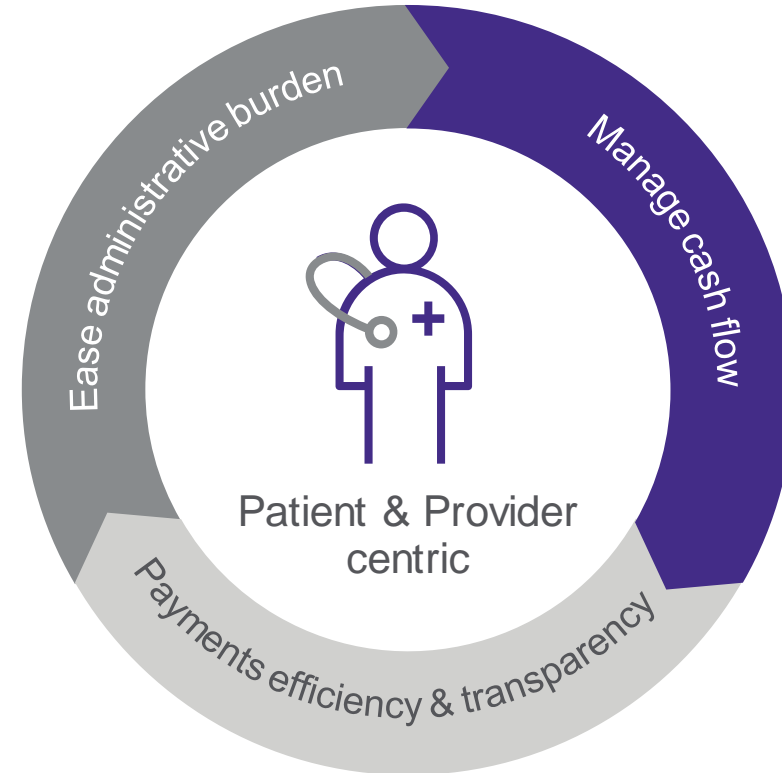 Ease administrative burden
Manage cash flow
Patient & Provider
centric
Payments efficiency & transparency